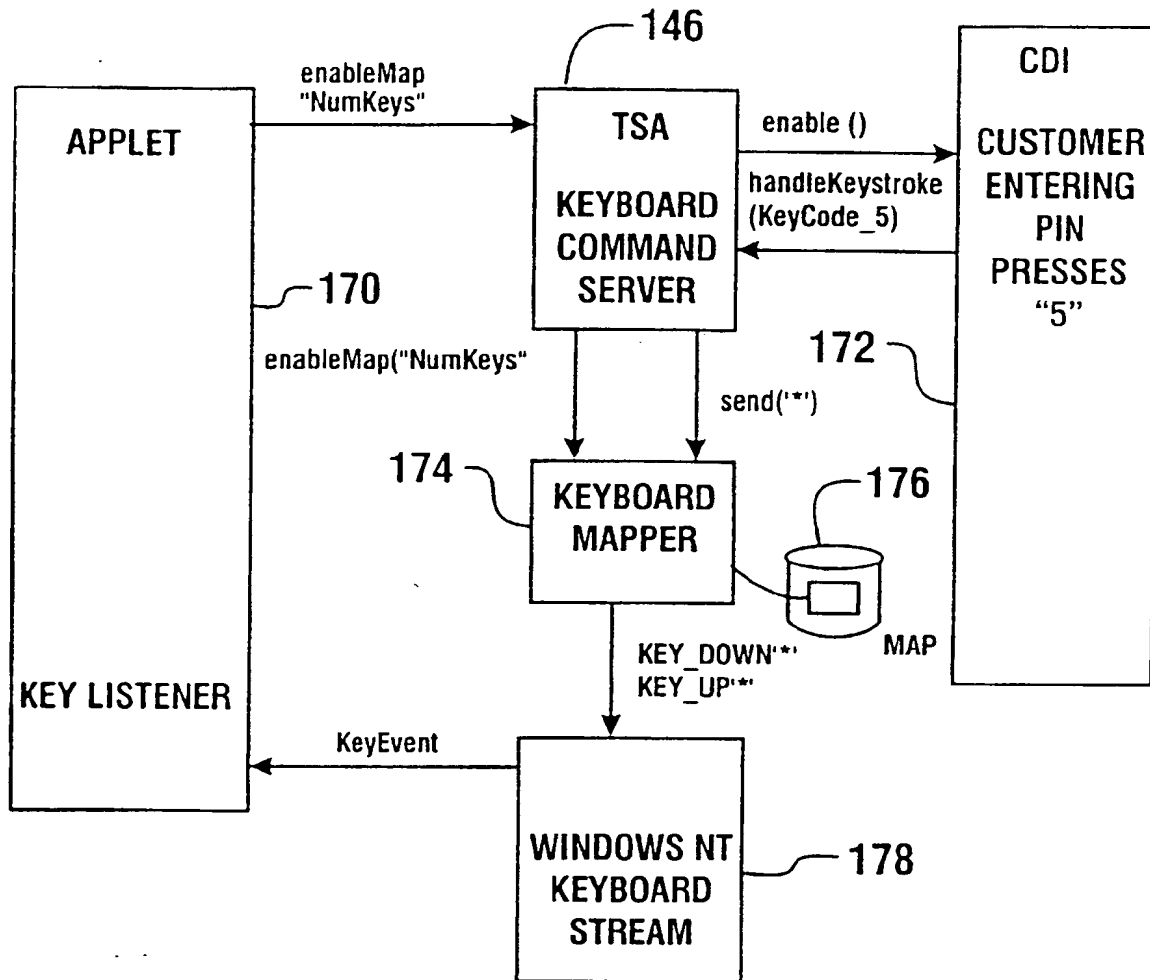 146
enableMap
"NumKeys"
APPLET
KEY LISTENER
170
TSA
KEYBOARD
COMMAND
SERVER
enable ()
handleKeystroke
(KeyCode_5)
CDI
CUSTOMER
ENTERING
PIN
PRESSES
“5”
172
enableMap("NumKeys"
send('*')
174
KEYBOARD
MAPPER
176
MAP
KEY_DOWN'*'
KEY_UP'*'
KeyEvent
WINDOWS NT
KEYBOARD
STREAM
178